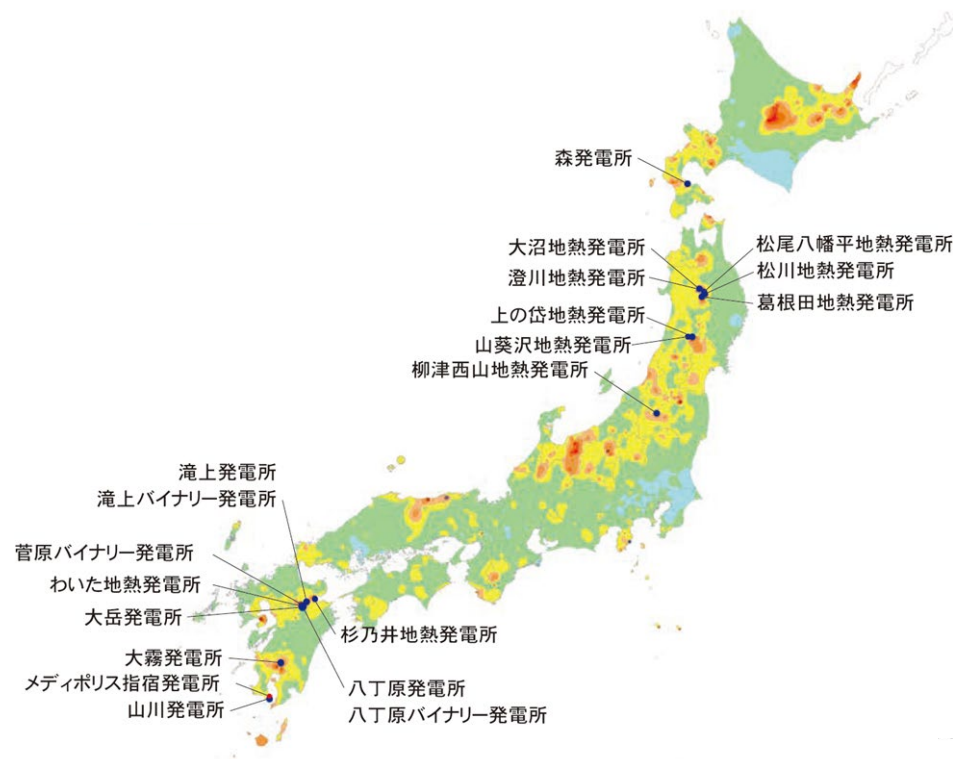 森発電所
大沼地熱発電所
松尾八幡平地熱発電所
澄川地熱発電所
松川地熱発電所
葛根田地熱発電所
上の岱地熱発電所
山葵沢地熱発電所
柳津西山地熱発電所
滝上発電所
滝上バイナリー発電所
菅原バイナリー発電所
わいた地熱発電所
大岳発電所
杉乃井地熱発電所
大霧発電所
メディポリス指宿発電所
山川発電所
八丁原発電所
八丁原バイナリー発電所